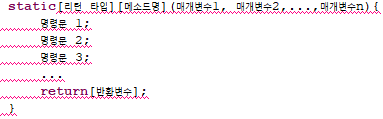 static[리턴 타입][메소드명](매개변수1, 매개변수2,...,매개변수n){
명령문 1;
명령문 2;
명령문 3;
...
return[반환변수];
}